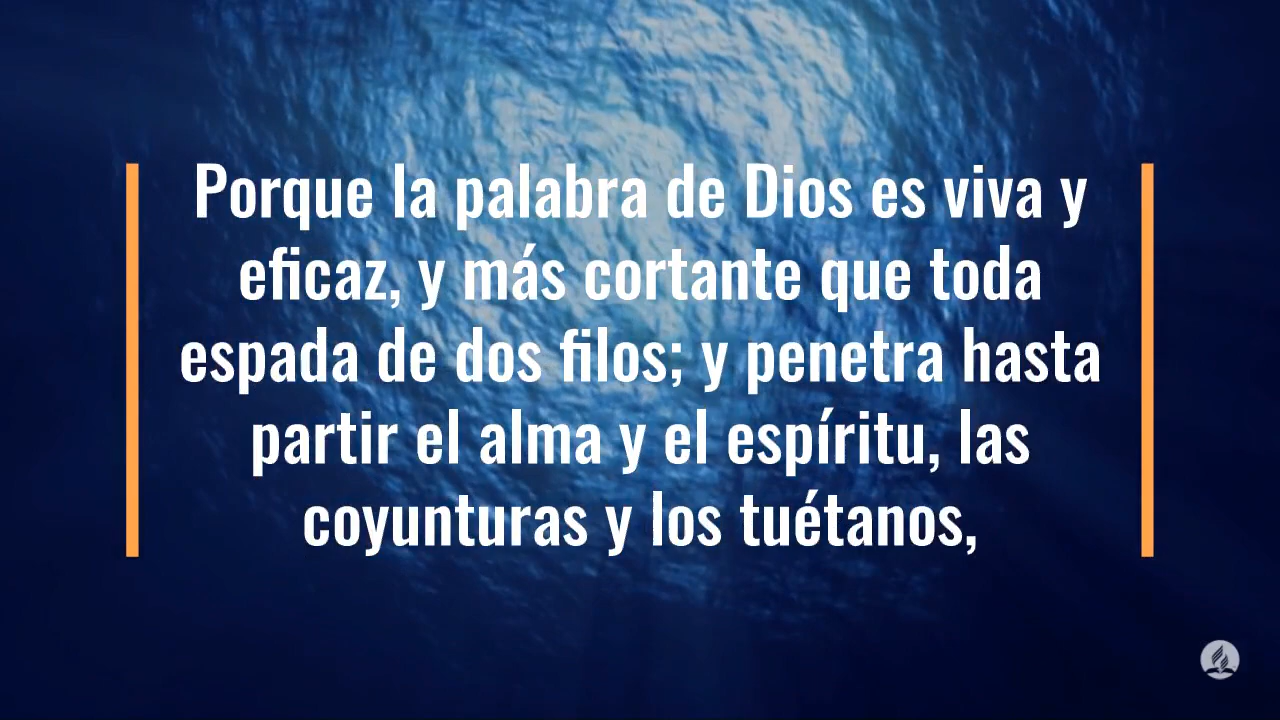 Porque la palabra de Dios es viva y
eficaz, y más cortante que toda
espada de dos filos; y penetra hasta
partir el alma y el espíritu, las
coyunturas y los tuétanos,